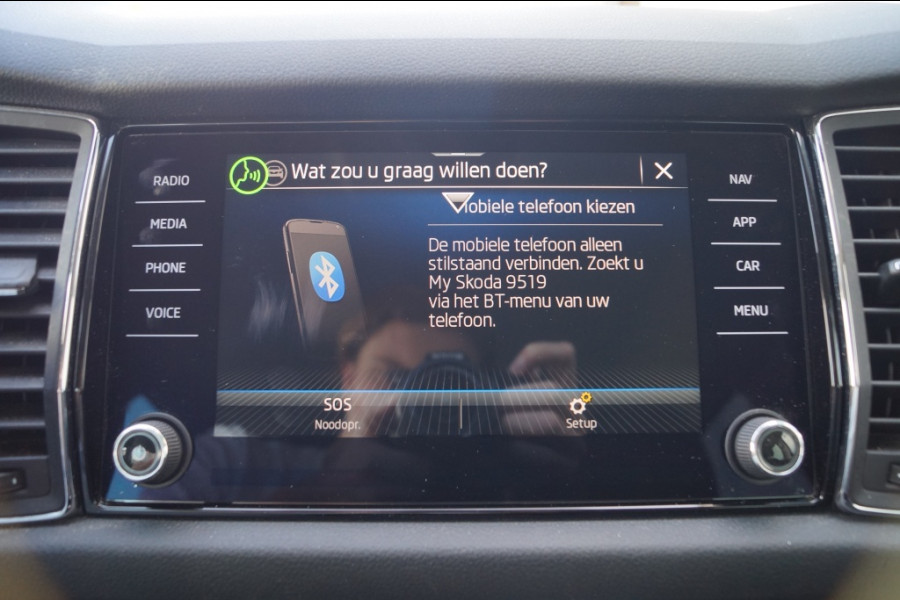 Wat zou u graag willen doen?
RADIO
MEDIA
PHONE
VOICE
NAV
APP
CAR
MENU
obiele telefoon kiezen
De mobiele telefoon alleen
stilstaand verbinden. Zoekt u
My Skoda 9519
via het BT-menu van uw
telefoon.
SOS
Noodopr.
Setup